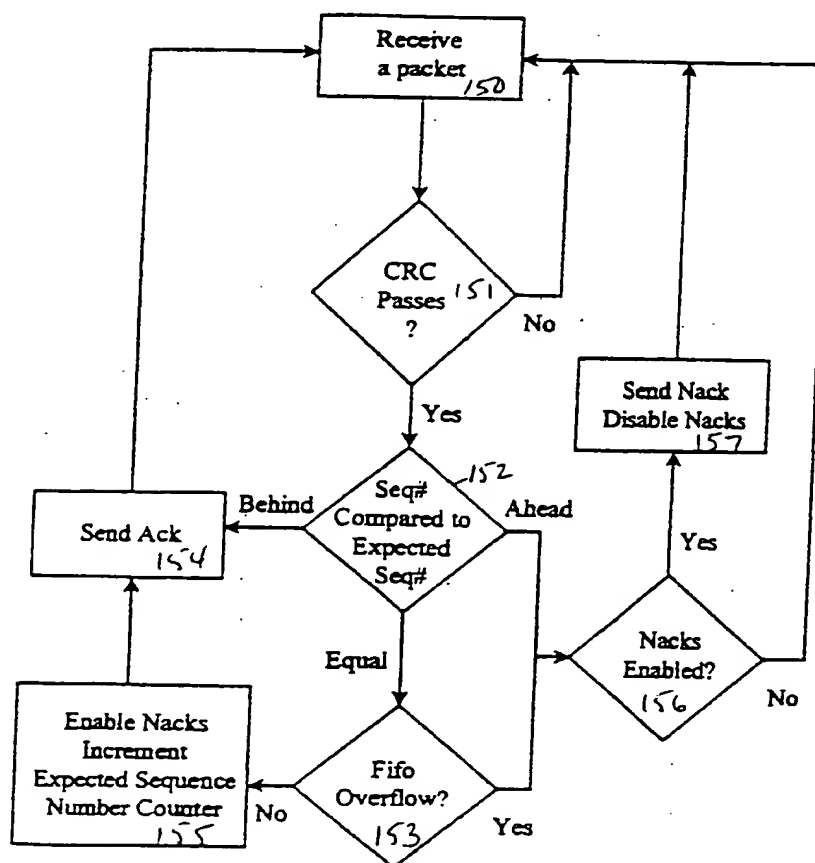 Receive
a packet
150
CRC
Passes
?
151
No
Yes
Send Nack
Disable Nacks
157
152
Seq#
Compared to
Expected
Seq#
Behind
Ahead
Send Ack
154
Yes
Equal
Nacks
Enabled?
156
No
Enable Nacks
Increment
Expected Sequence
Number Counter
155
No
Fifo
Overflow?
153
Yes